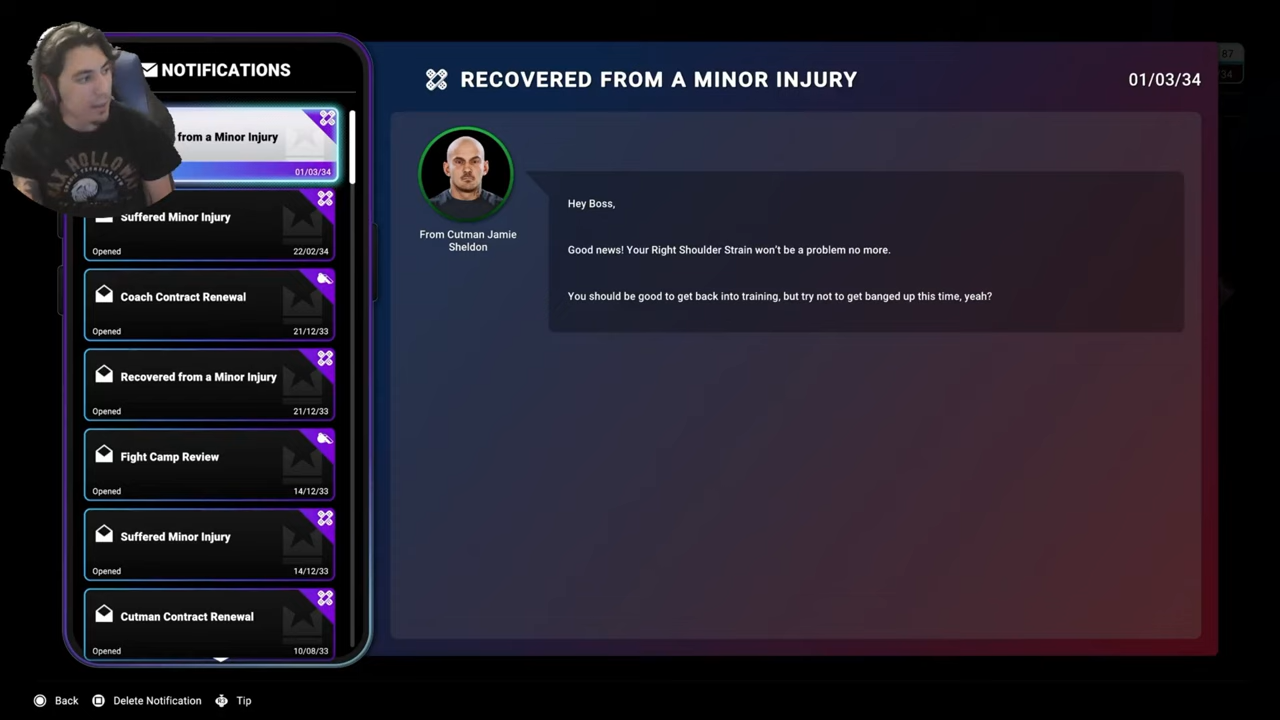 NOTIFICATIONS
from a Minor Injury
01/03/34
Suffered Minor Injury
Opened
22/02/34
Coach Contract Renewal
Opened
21/12/33
Recovered from a Minor Injury
Opened
21/12/33
Fight Camp Review
Opened
14/12/33
Suffered Minor Injury
Opened
14/12/33
Cutman Contract Renewal
Opened
10/08/33
RECOVERED FROM A MINOR INJURY
01/03/34
87
34
From Cutman Jamie
Sheldon
Hey Boss,
Good news! Your Right Shoulder Strain won't be a problem no more.
You should be good to get back into training, but try not to get banged up this time, yeah?
Back
Delete Notification
R3
Tip